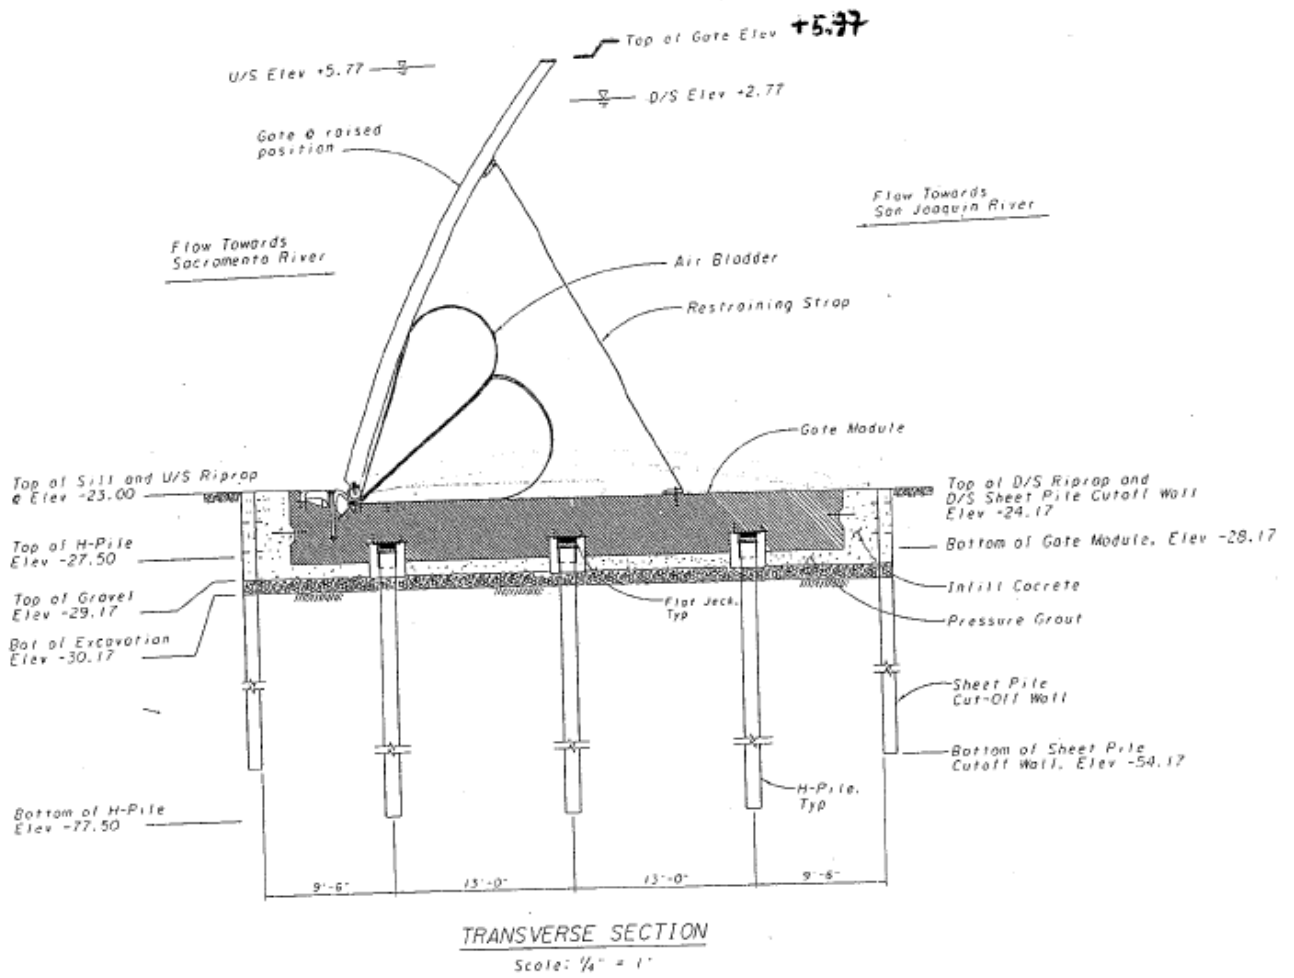 Top of Gate Elev +5.77
U/S Elev +5.77
D/S Elev +2.77
Gate @ raised
position
Flow Towards
San Joaquin River
Flow Towards
Sacramento River
Air Bladder
Restraining Strap
Gate Module
Top of Sill and U/S Riprap
@ Elev -23.00
Top of D/S Riprap and
D/S Sheet Pile Cutoff Wall
Elev -24.17
Top of H-Pile
Elev -27.50
Bottom of Gate Module, Elev -28.17
Top of Gravel
Elev -29.17
Infill Cocrete
Flat Jack,
Typ
Pressure Grout
Bot of Excavation
Elev -30.17
Sheet Pile
Cut-Off Wall
Bottom of Sheet Pile
Cutoff Wall, Elev -54.17
H-Pile,
Typ
Bottom of H-Pile
Elev -77.50
9'-6" 13'-0" 13'-0" 9'-6"
TRANSVERSE SECTION
Scale: 1/4" = 1'